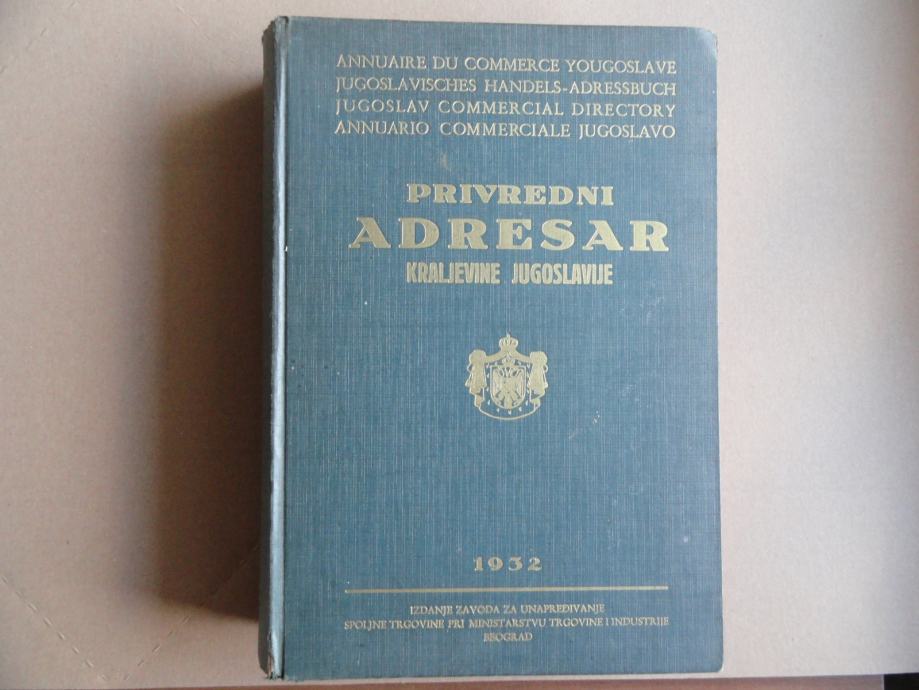 ANNUAIRE DU COMMERCE YOUGOSLAVE
JUGOSLAVISCHES HANDELS-ADRESSBUCH
JUGOSLAV COMMERCIAL DIRECTORY
ANNUARIO COMMERCIALE JUGOSLAVO
PRIVREDNI
ADRESAR
KRALJEVINE JUGOSLAVIJE
1932
IZDANJE ZAVODA ZA UNAPREĐIVANJE
SPOLJNE TRGOVINE PRI MINISTARSTVU TRGOVINE I INDUSTRIJE
BEOGRAD